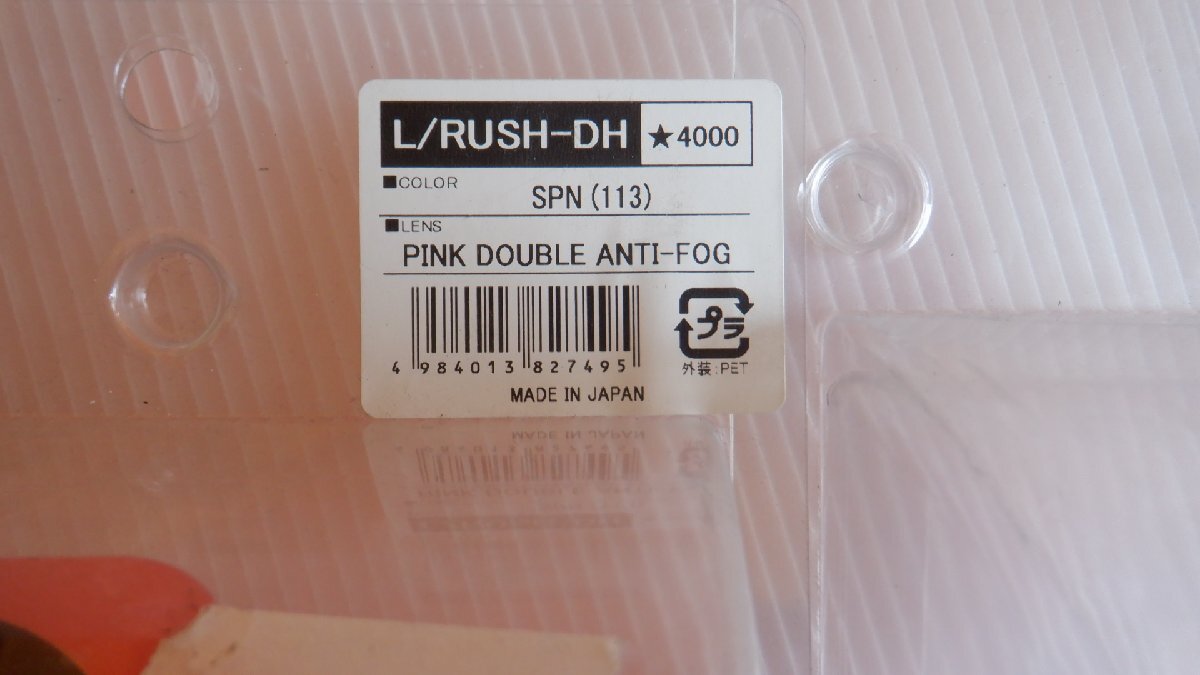 L/RUSH-DH ★4000
■COLOR
SPN(113)
■LENS
PINK DOUBLE ANTI-FOG
4 984013 827495
プラ
外装:PET
MADE IN JAPAN